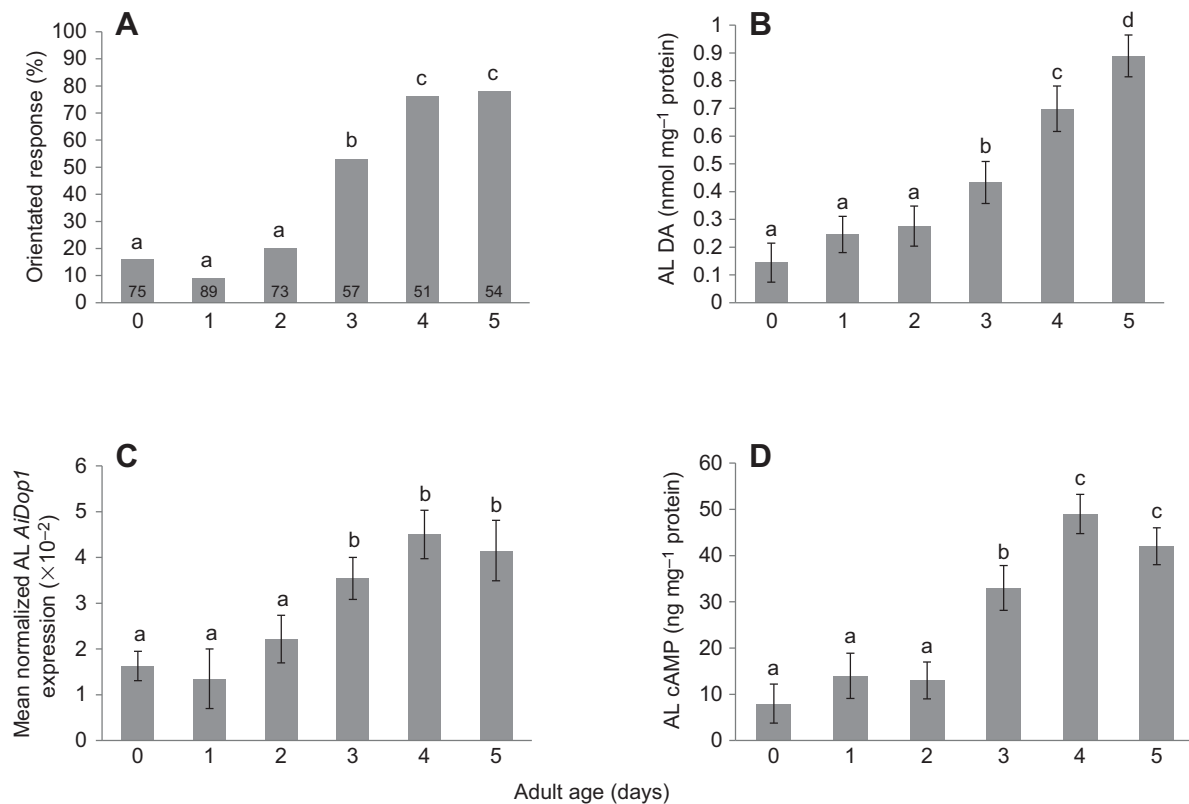 A
Orientated response (%)
100
90
80
70
60
50
40
30
20
10
0
a
a
a
b
c
c
75 89 73 57 51 54
0 1 2 3 4 5
B
AL DA (nmol mg⁻¹ protein)
1
0.9
0.8
0.7
0.6
0.5
0.4
0.3
0.2
0.1
0
a
a
a
b
c
d
0 1 2 3 4 5
C
Mean normalized AL AiDop1
expression (×10⁻²)
6
5
4
3
2
1
0
a
a
a
b
b
b
0 1 2 3 4 5
D
AL cAMP (ng mg⁻¹ protein)
60
50
40
30
20
10
0
a
a
a
b
c
c
0 1 2 3 4 5
Adult age (days)